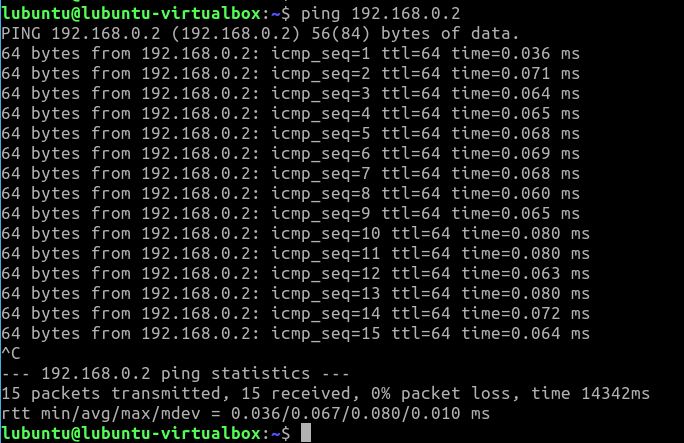 lubuntu@lubuntu-virtualbox:~$ ping 192.168.0.2
PING 192.168.0.2 (192.168.0.2) 56(84) bytes of data.
64 bytes from 192.168.0.2: icmp_seq=1 ttl=64 time=0.036 ms
64 bytes from 192.168.0.2: icmp_seq=2 ttl=64 time=0.071 ms
64 bytes from 192.168.0.2: icmp_seq=3 ttl=64 time=0.064 ms
64 bytes from 192.168.0.2: icmp_seq=4 ttl=64 time=0.065 ms
64 bytes from 192.168.0.2: icmp_seq=5 ttl=64 time=0.068 ms
64 bytes from 192.168.0.2: icmp_seq=6 ttl=64 time=0.069 ms
64 bytes from 192.168.0.2: icmp_seq=7 ttl=64 time=0.068 ms
64 bytes from 192.168.0.2: icmp_seq=8 ttl=64 time=0.060 ms
64 bytes from 192.168.0.2: icmp_seq=9 ttl=64 time=0.065 ms
64 bytes from 192.168.0.2: icmp_seq=10 ttl=64 time=0.080 ms
64 bytes from 192.168.0.2: icmp_seq=11 ttl=64 time=0.080 ms
64 bytes from 192.168.0.2: icmp_seq=12 ttl=64 time=0.063 ms
64 bytes from 192.168.0.2: icmp_seq=13 ttl=64 time=0.080 ms
64 bytes from 192.168.0.2: icmp_seq=14 ttl=64 time=0.072 ms
64 bytes from 192.168.0.2: icmp_seq=15 ttl=64 time=0.064 ms
^C
--- 192.168.0.2 ping statistics ---
15 packets transmitted, 15 received, 0% packet loss, time 14342ms
rtt min/avg/max/mdev = 0.036/0.067/0.080/0.010 ms
lubuntu@lubuntu-virtualbox:~$